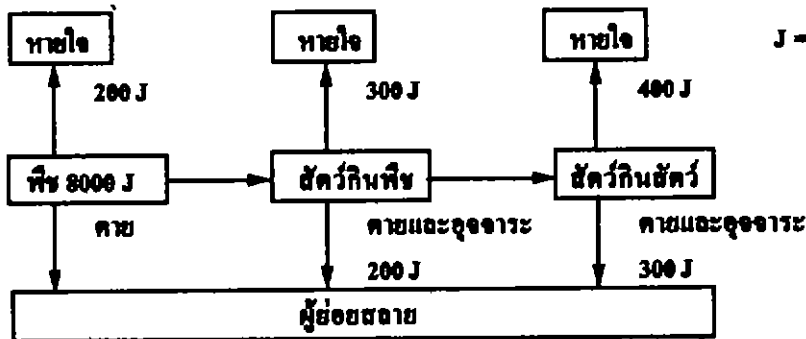 หายใจ หายใจ หายใจ J =
200 J 300 J 400 J
พืช 8000 J สัตว์กินพืช สัตว์กินสัตว์
ตาย ตายและอุจจาระ ตายและอุจจาระ
200 J 300 J
ผู้ย่อยสลาย